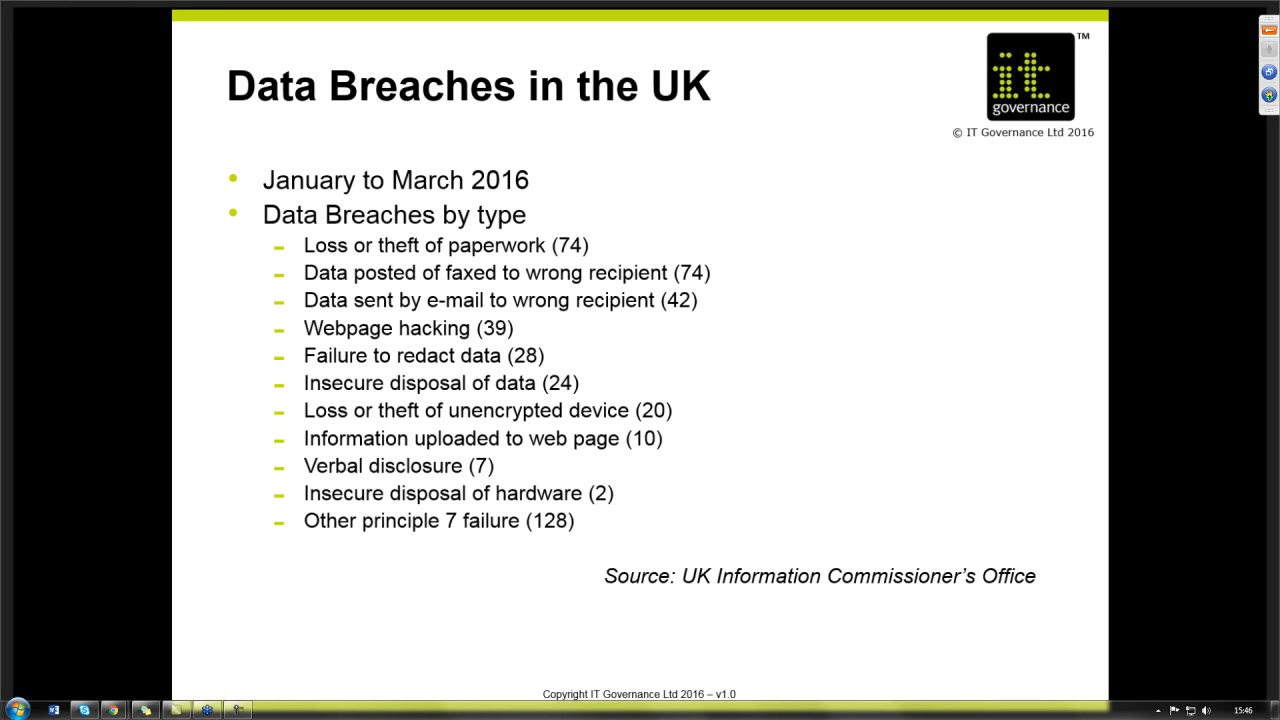 Data Breaches in the UK
it
governance
TM
© IT Governance Ltd 2016
• January to March 2016
• Data Breaches by type
– Loss or theft of paperwork (74)
– Data posted of faxed to wrong recipient (74)
– Data sent by e-mail to wrong recipient (42)
– Webpage hacking (39)
– Failure to redact data (28)
– Insecure disposal of data (24)
– Loss or theft of unencrypted device (20)
– Information uploaded to web page (10)
– Verbal disclosure (7)
– Insecure disposal of hardware (2)
– Other principle 7 failure (128)
Source: UK Information Commissioner’s Office
Copyright IT Governance Ltd 2016 – v1.0
15:46